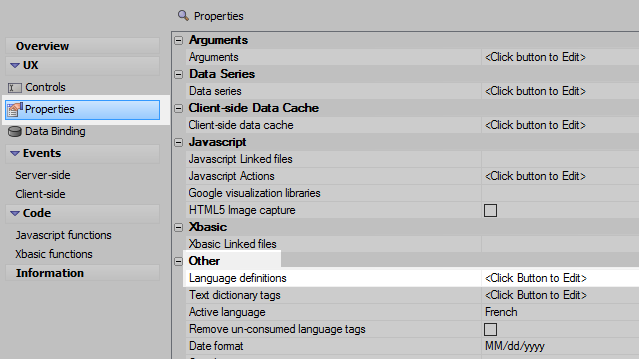 Properties
Overview
UX
Controls
Properties
Data Binding
Events
Server-side
Client-side
Code
Javascript functions
Xbasic functions
Information
Arguments
Arguments <Click button to Edit>
Data Series
Data series <Click button to Edit>
Client-side Data Cache
Client-side data cache <Click button to Edit>
Javascript
Javascript Linked files
Javascript Actions <Click button to Edit>
Google visualization libraries
HTML5 Image capture
Xbasic
Xbasic Linked files
Other
Language definitions <Click Button to Edit>
Text dictionary tags <Click Button to Edit>
Active language French
Remove un-consumed language tags
Date format MM/dd/yyyy